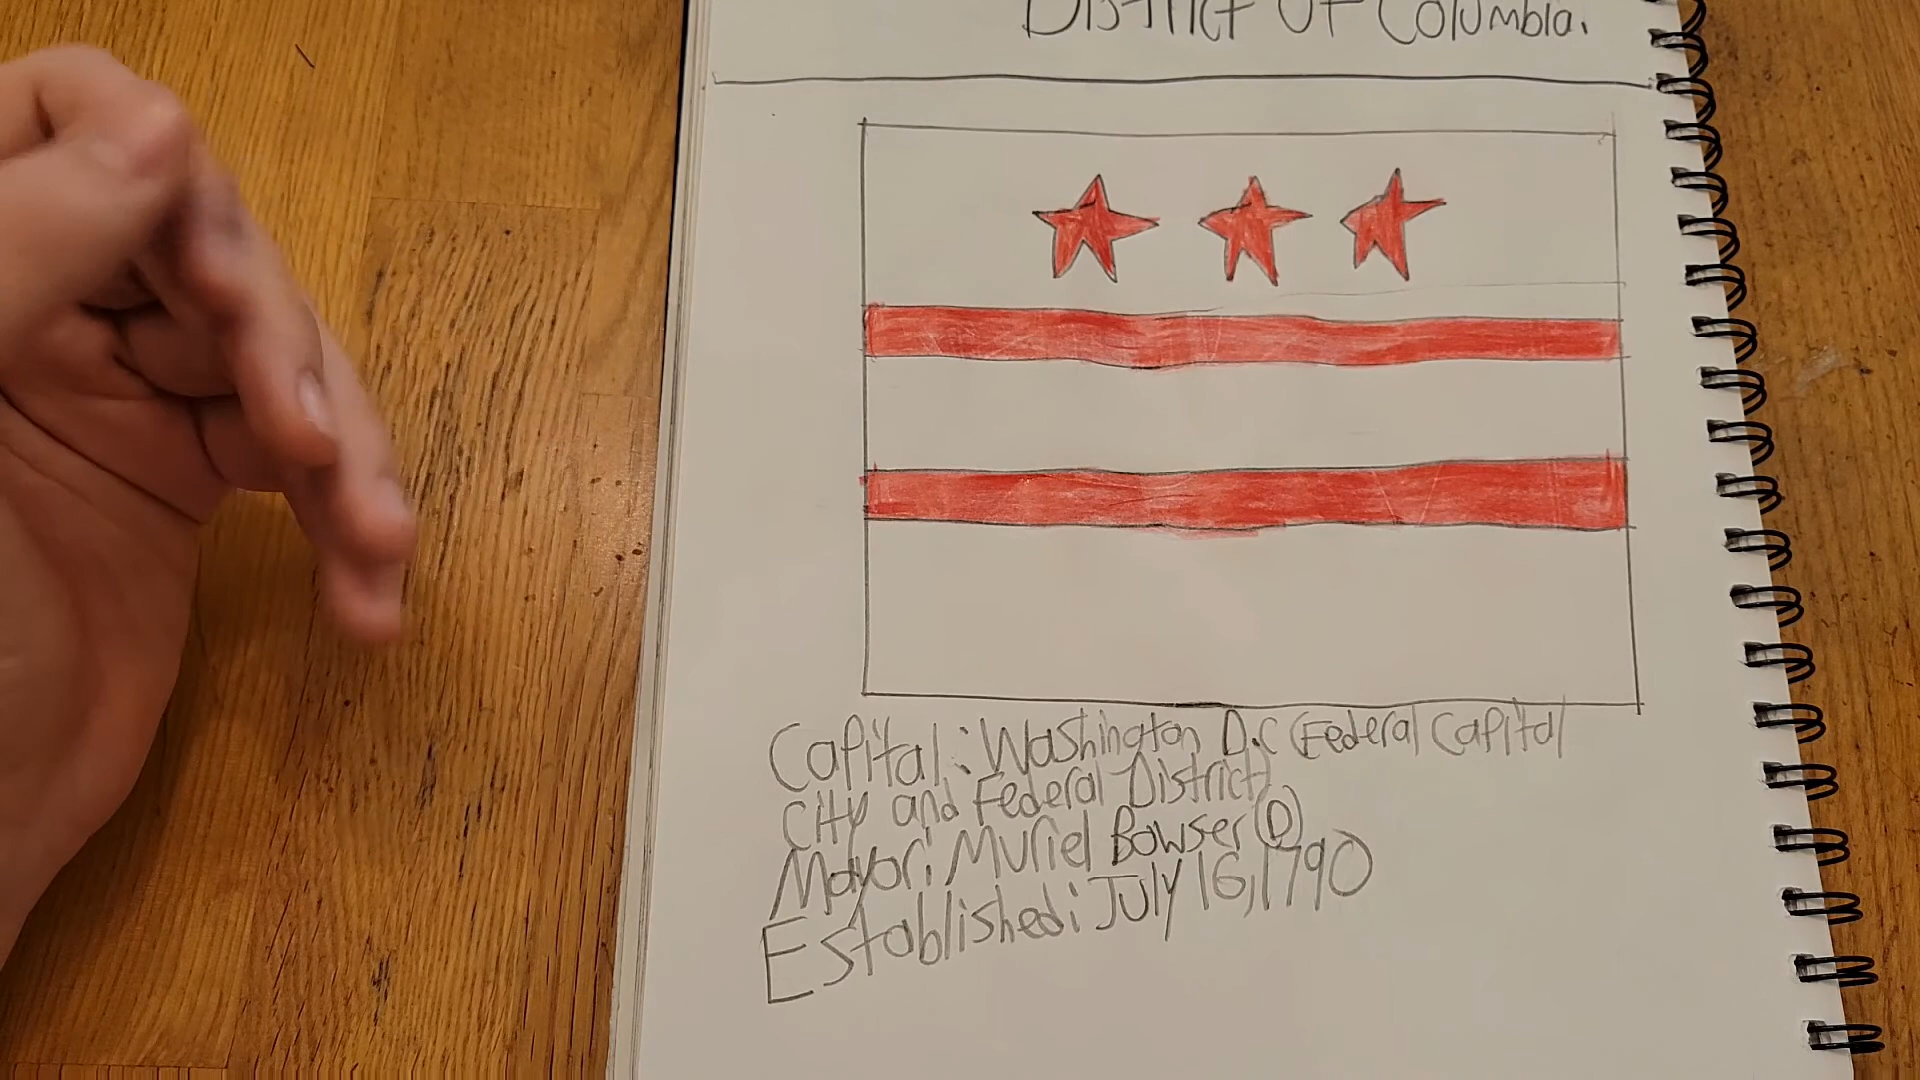 District Of Columbia.
Capital: Washington D.C (Federal Capital
City and Federal District)
Mayor: Muriel Bowser (D)
Established: July 16, 1790